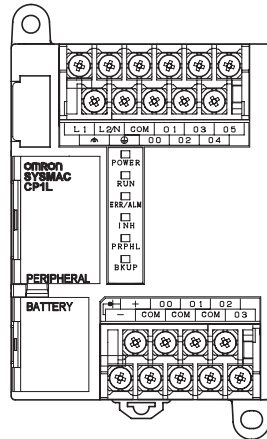 L1 L2/N COM 01 03 05
00 02 04
POWER
RUN
ERR/ALM
INH
PRPHL
BKUP
OMRON
SYSMAC
CP1L
PERIPHERAL
BATTERY
+ 00 01 02
− COM COM COM 03